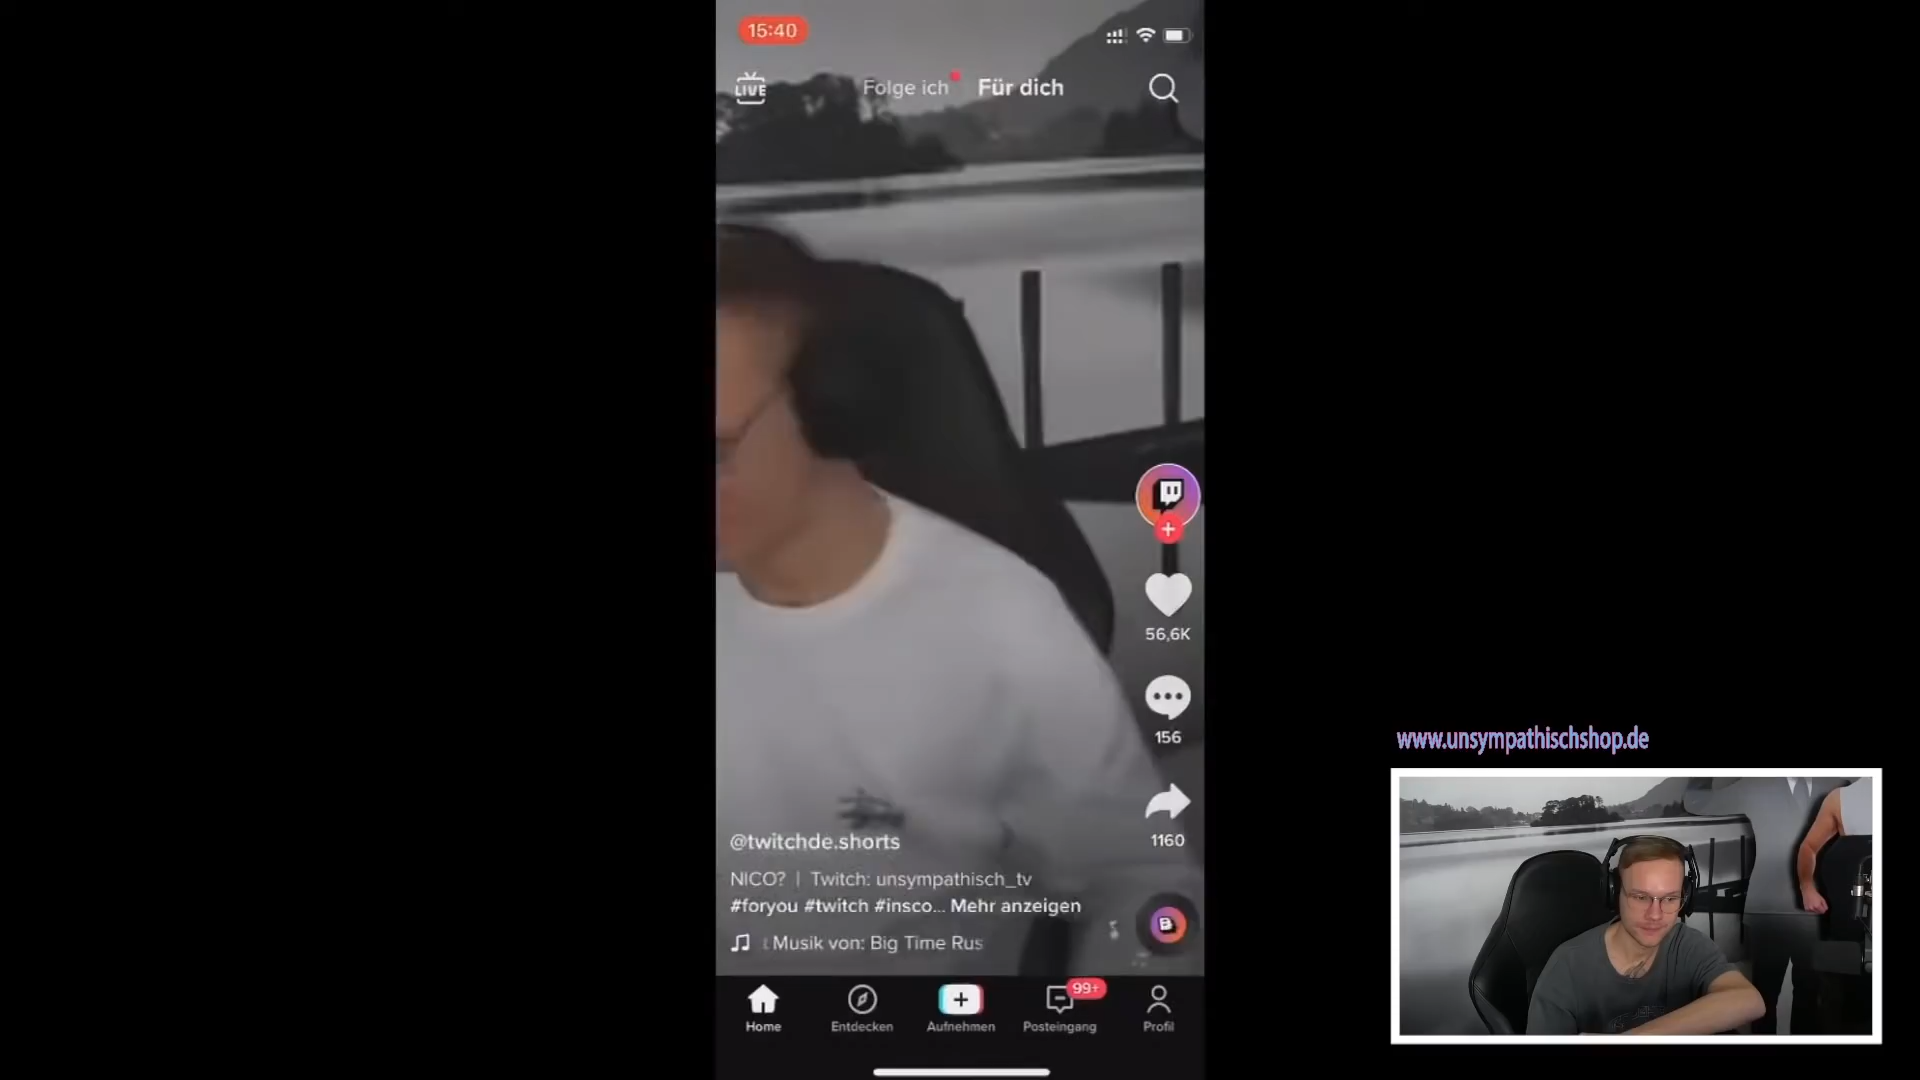 15:40
LIVE
Folge ich Für dich
56,6K
156
1160
@twitchde.shorts
NICO? | Twitch: unsympathisch_tv
#foryou #twitch #insco... Mehr anzeigen
Musik von: Big Time Rus
99+
Home Entdecken Aufnehmen Posteingang Profil
www.unsympathischshop.de